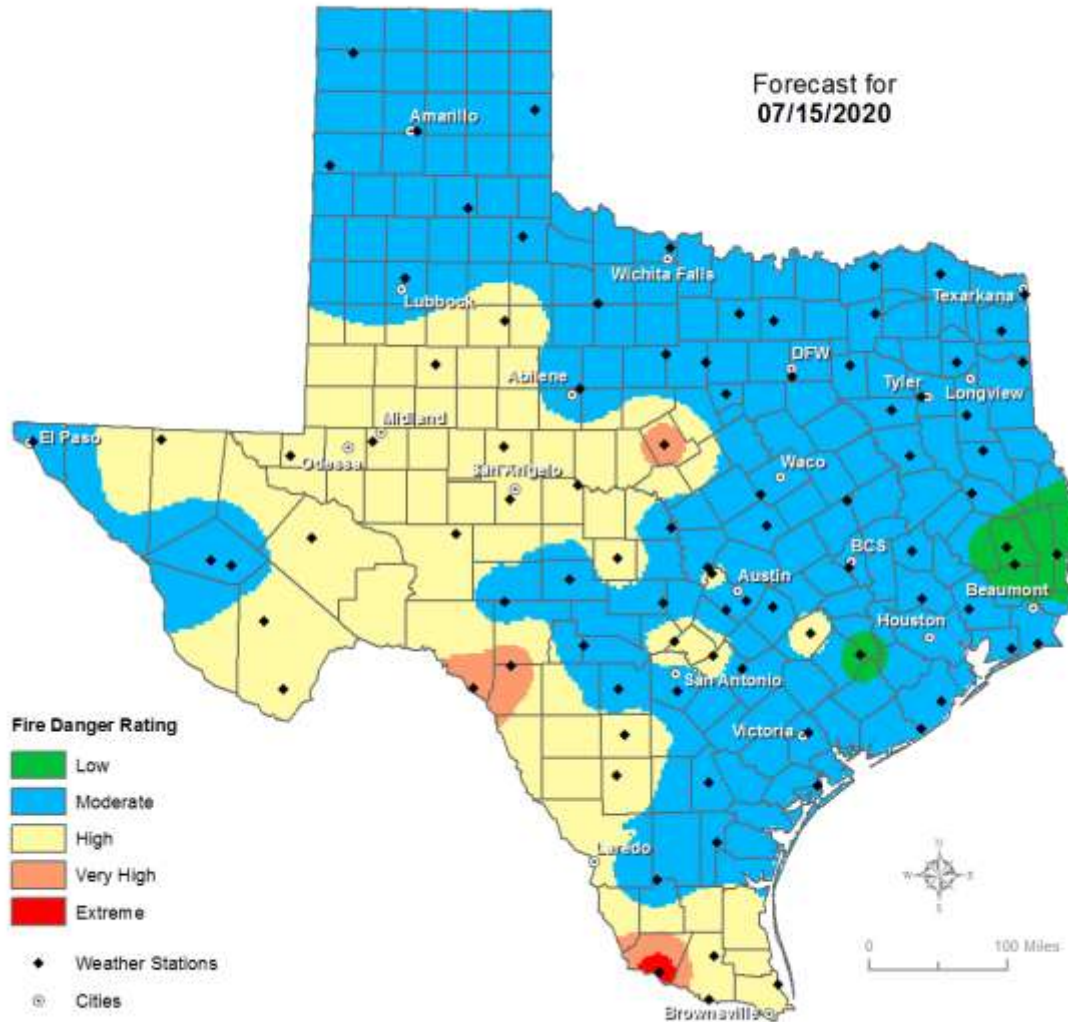 Forecast for
07/15/2020
Amarillo
Wichita Falls
Lubbock
Texarkana
DFW
Abilene
Tyler
Longview
Midland
El Paso
Odessa
Waco
San Angelo
BCS
Austin
Beaumont
Houston
San Antonio
Victoria
Laredo
Brownsville
Fire Danger Rating
Low
Moderate
High
Very High
Extreme
Weather Stations
Cities
N
W E
S
0 100 Miles